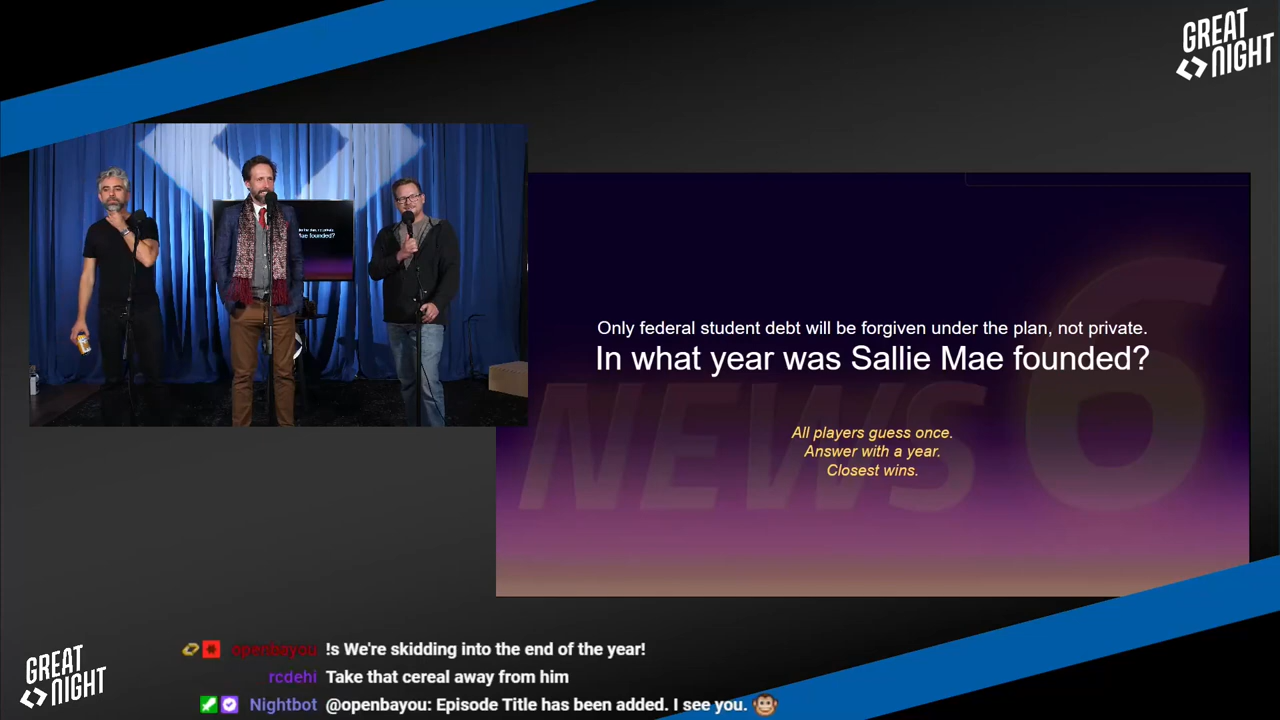 GREAT
NIGHT
Mae founded?
Only federal student debt will be forgiven under the plan, not private.
In what year was Sallie Mae founded?
NEWS 6
All players guess once.
Answer with a year.
Closest wins.
GREAT
NIGHT
openbayou !s We're skidding into the end of the year!
rcdehi Take that cereal away from him
Nightbot @openbayou: Episode Title has been added. I see you.